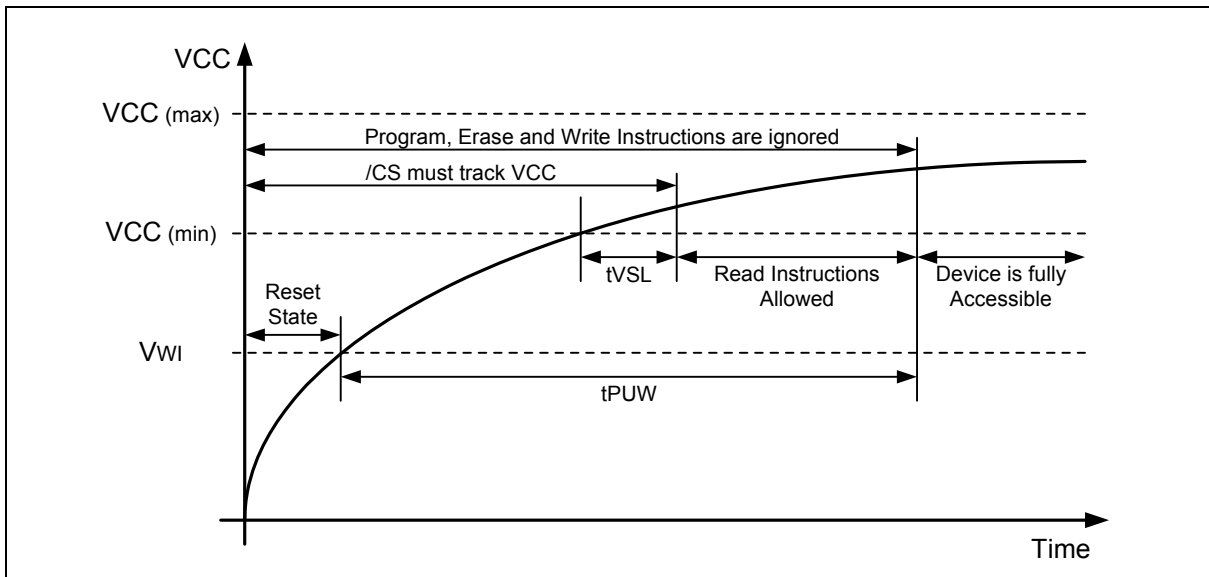 VCC
VCC (max)
Program, Erase and Write Instructions are ignored
/CS must track VCC
VCC (min)
tVSL
Read Instructions
Allowed
Device is fully
Accessible
Reset
State
VWI
tPUW
Time